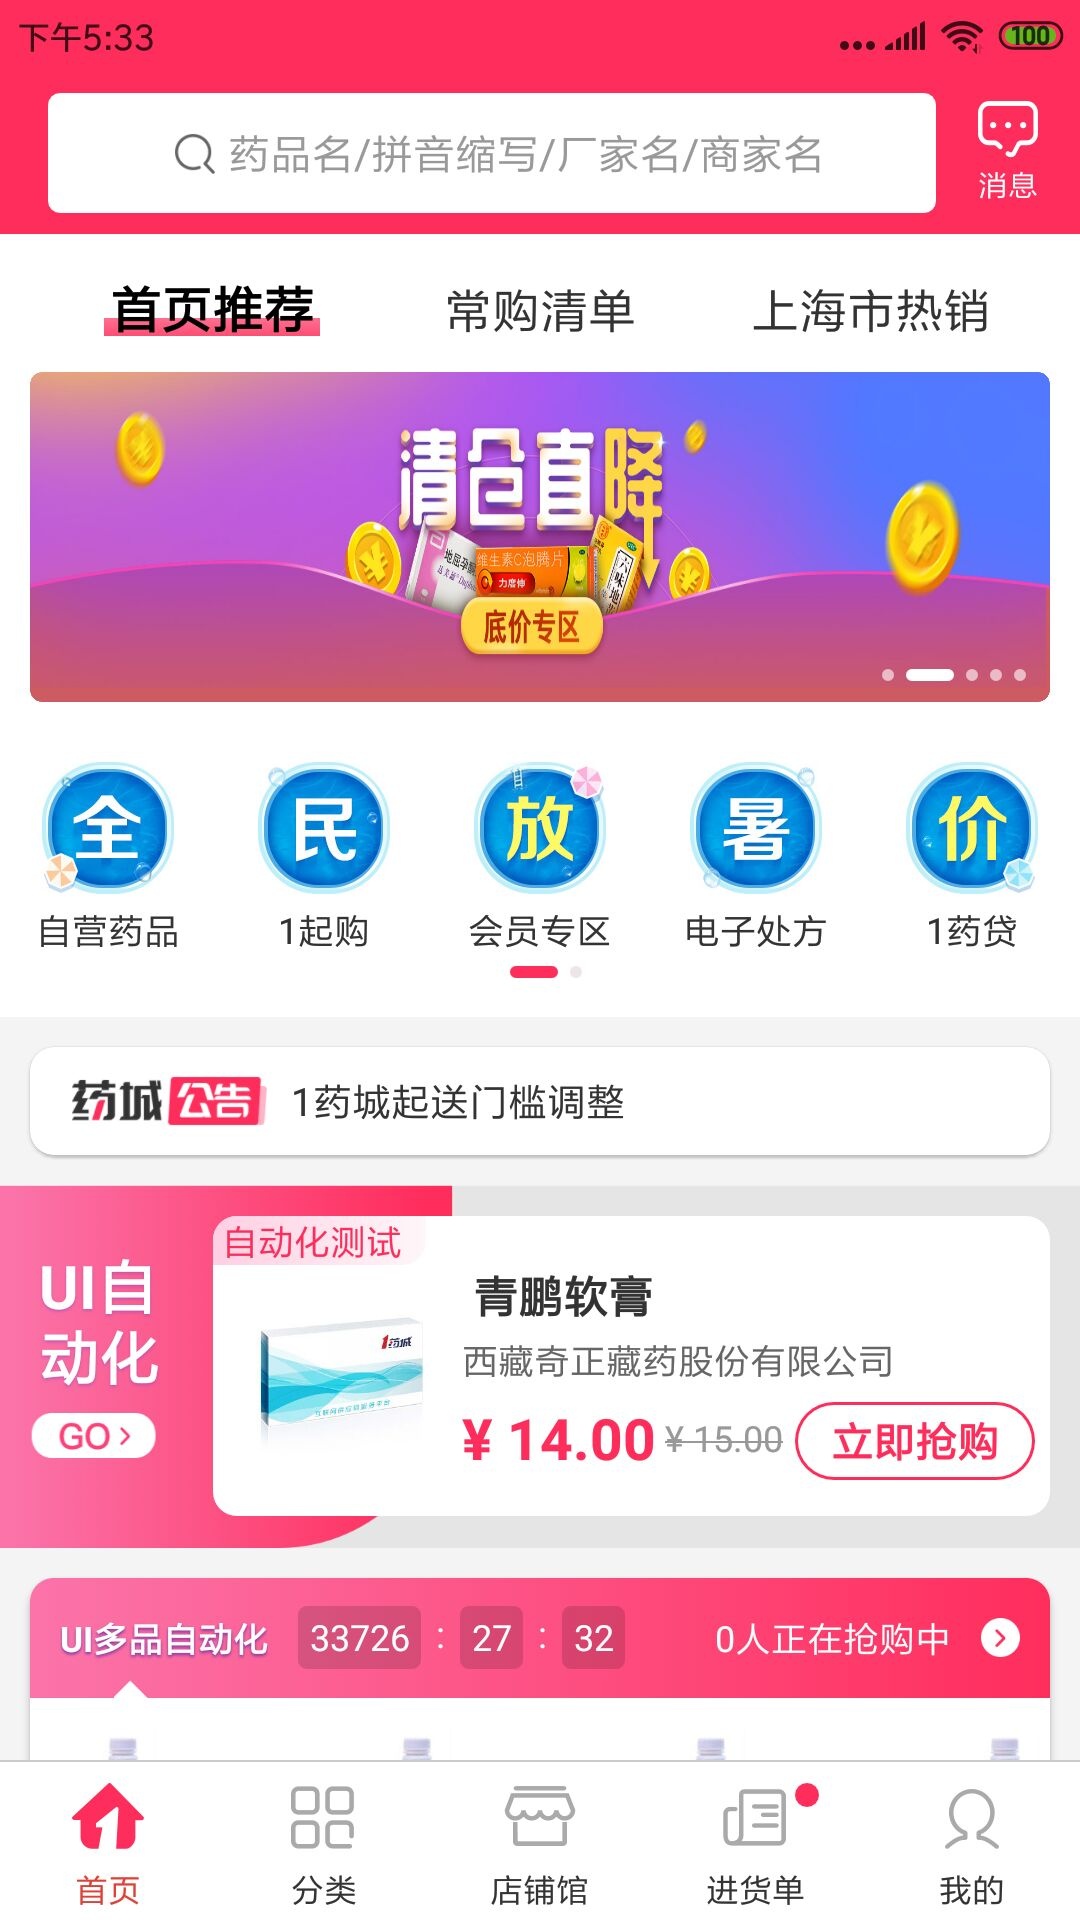 下午5:33
100
药品名/拼音缩写/厂家名/商家名
消息
首页推荐
常购清单
上海市热销
清仓直降
地屈孕酮
维生素C泡腾片
力度伸
六味地
底价专区
全
民
放
暑
价
自营药品
1起购
会员专区
电子处方
1药贷
药城 公告
1药城起送门槛调整
UI自
动化
GO
自动化测试
1药城
青鹏软膏
西藏奇正藏药股份有限公司
¥ 14.00
¥ 15.00
立即抢购
UI多品自动化
33726 : 27 : 32
0人正在抢购中
首页
分类
店铺馆
进货单
我的